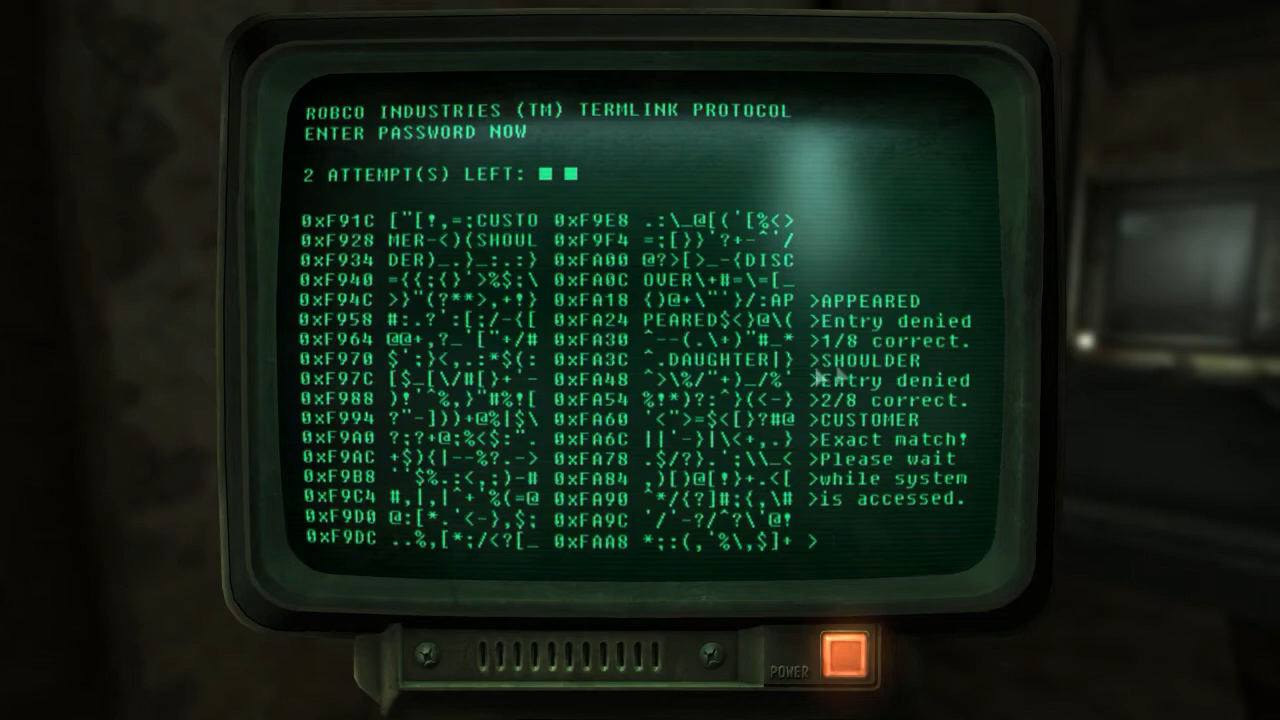 ROBCO INDUSTRIES (TM) TERMLINK PROTOCOL
ENTER PASSWORD NOW
2 ATTEMPT(S) LEFT: ■ ■
0xF91C ["[!,=;CUSTO 0xF9E8 .:\_@[('[%<>
0xF928 MER-<)(SHOUL 0xF9F4 =;[}}'?+-^'/
0xF934 DER)_.}_:.:} 0xFA00 @?>[>_-{DISC
0xF940 ={{;{}'>%$;\ 0xFA0C OVER\+#=\=[_
0xF94C >}"(?**>,+!} 0xFA18 {)@+\"'}/:AP >APPEARED
0xF958 #:.?':[;/-{[ 0xFA24 PEARED$<}@\( >Entry denied
0xF964 @@+,?_'["+/# 0xFA30 ^--(.\+)"#_* >1/8 correct.
0xF970 $':}<,.:*$(: 0xFA3C ^.DAUGHTER|} >SHOULDER
0xF97C [$_[\/#[}+'- 0xFA48 ^>\%/"+)_/%' >Entry denied
0xF988 )!'^%,}"#%![ 0xFA54 %!*)?:^}(<-} >2/8 correct.
0xF994 ?"-]))+@%|$\ 0xFA60 '<">=$<[}?#@ >CUSTOMER
0xF9A0 ?;?+@;%<$:". 0xFA6C ||'-}|\<+,.} >Exact match!
0xF9AC +$){|--%?.-> 0xFA78 .$/?}.';\\_< >Please wait
0xF9B8 ''$%.:<,;)-# 0xFA84 ,)[)@[!}+.<[ >while system
0xF9C4 #,|,|^+'%(=@ 0xFA90 ^*/{?]#;{,\# >is accessed.
0xF9D0 @:[*.'<-},$; 0xFA9C '/'-?/^?\'@!
0xF9DC ..%,[*;/<?[_ 0xFAA8 *;:(,'%\,$]+ >
POWER